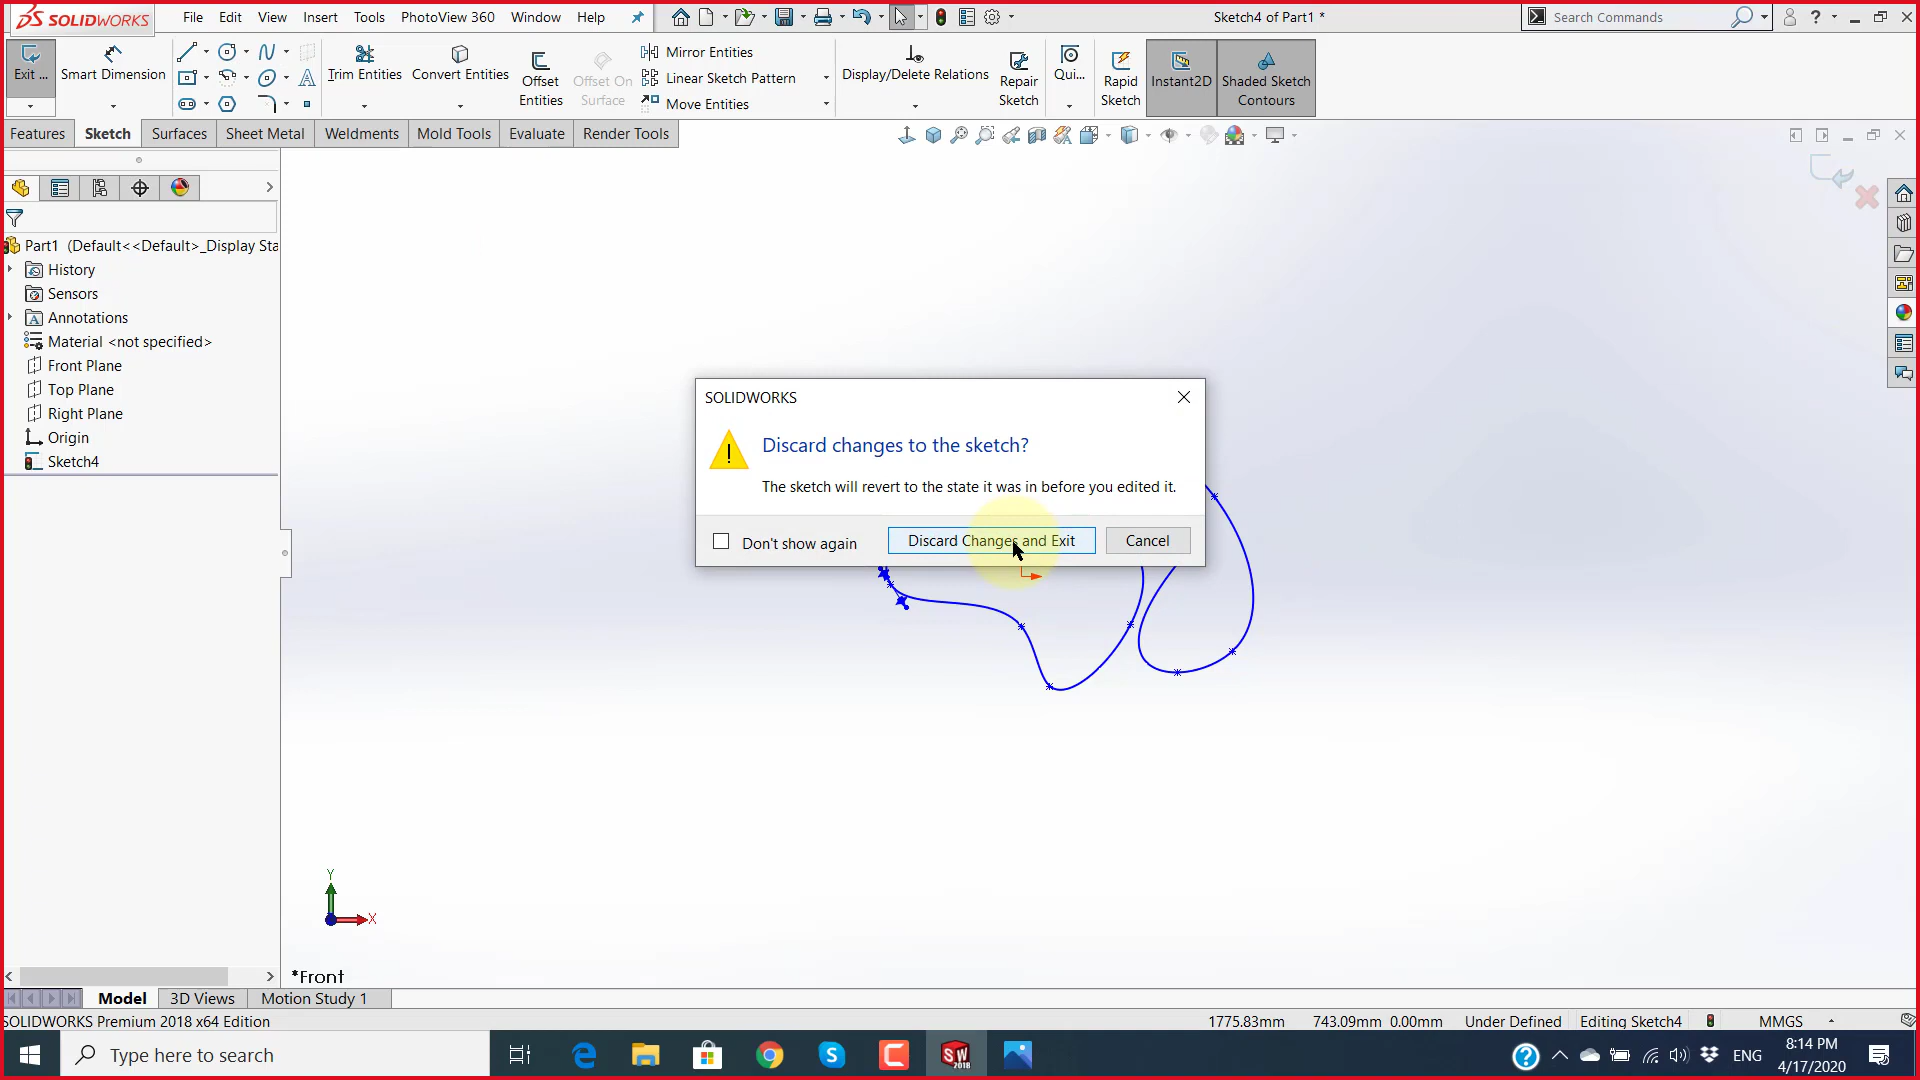 SOLIDWORKS
File Edit View Insert Tools PhotoView 360 Window Help
Sketch4 of Part1 *
Search Commands
Exit ...
Smart Dimension
Trim Entities
Convert Entities
Offset Entities
Offset On Surface
Mirror Entities
Linear Sketch Pattern
Move Entities
Display/Delete Relations
Repair Sketch
Qui...
Rapid Sketch
Instant2D
Shaded Sketch Contours
Features Sketch Surfaces Sheet Metal Weldments Mold Tools Evaluate Render Tools
Part1 (Default<<Default>_Display Sta
History
Sensors
Annotations
Material <not specified>
Front Plane
Top Plane
Right Plane
Origin
Sketch4
SOLIDWORKS
Discard changes to the sketch?
The sketch will revert to the state it was in before you edited it.
Don't show again
Discard Changes and Exit
Cancel
Y
X
*Front
Model 3D Views Motion Study 1
SOLIDWORKS Premium 2018 x64 Edition
1775.83mm 743.09mm 0.00mm Under Defined Editing Sketch4 MMGS
Type here to search
SW 2018
ENG
8:14 PM
4/17/2020